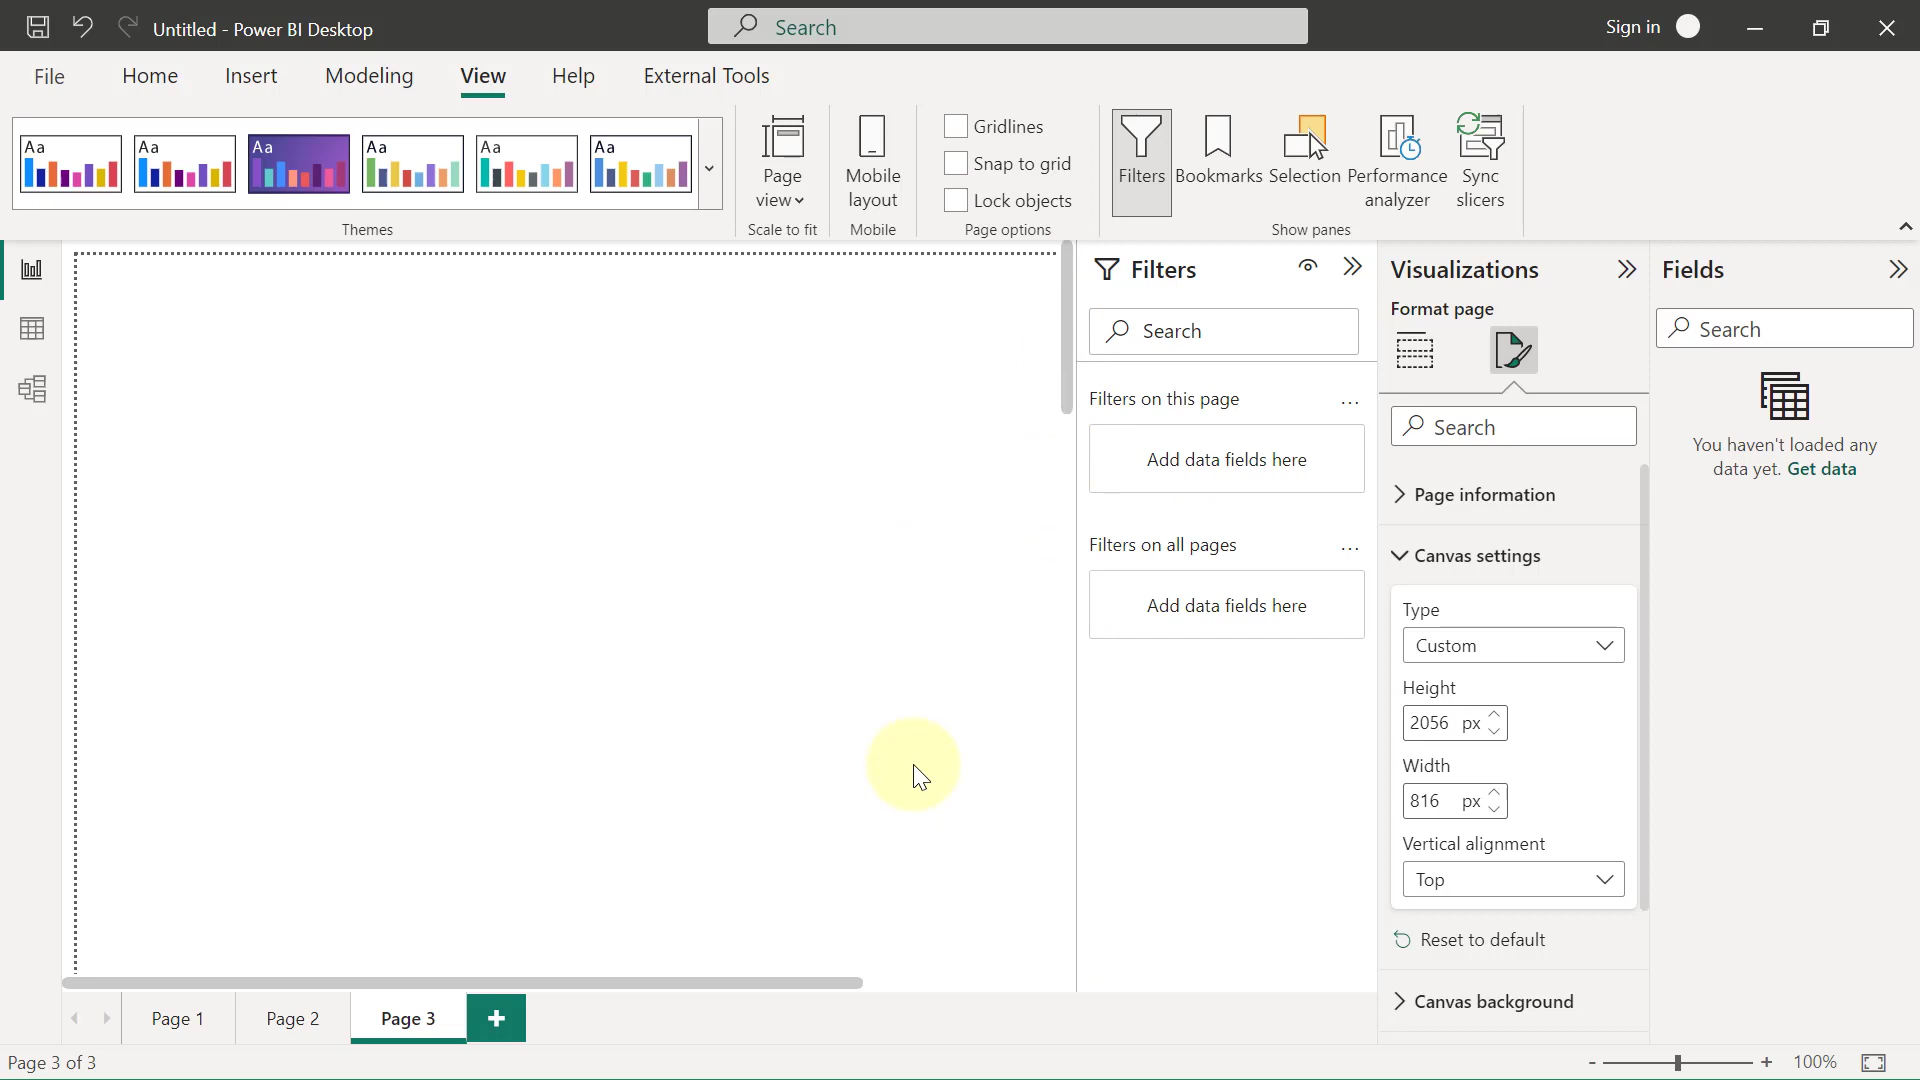 Untitled - Power BI Desktop
Search
Sign in
File
Home
Insert
Modeling
View
Help
External Tools
Aa
Aa
Aa
Aa
Aa
Aa
Themes
Page
view
Scale to fit
Mobile
layout
Mobile
Gridlines
Snap to grid
Lock objects
Page options
Filters
Bookmarks
Selection
Performance
analyzer
Sync
slicers
Show panes
Filters
Search
Filters on this page
...
Add data fields here
Filters on all pages
...
Add data fields here
Visualizations
Format page
Search
Page information
Canvas settings
Type
Custom
Height
2056 px
Width
816 px
Vertical alignment
Top
Reset to default
Canvas background
Fields
Search
You haven't loaded any
data yet. Get data
Page 1
Page 2
Page 3
Page 3 of 3
- + 100%